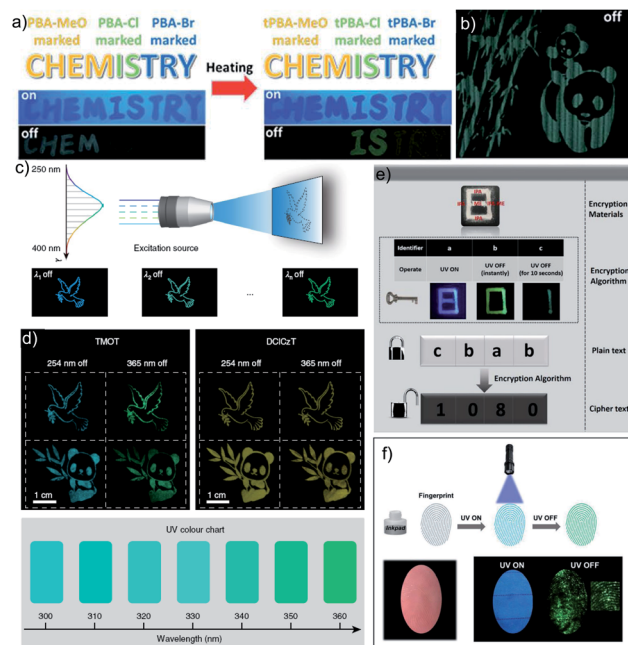 a)
PBA-MeO PBA-Cl PBA-Br
marked marked marked
CHEMISTRY
on
CHEMISTRY
off
CHEM
Heating
tPBA-MeO tPBA-Cl tPBA-Br
marked marked marked
CHEMISTRY
on
CHEMISTRY
off
ISTRY
b)
off
c)
250 nm
400 nm
λ
Excitation source
λ1 off
λ2 off
...
λn off
d)
TMOT
254 nm off 365 nm off
1 cm
DCICzT
254 nm off 365 nm off
1 cm
UV colour chart
300 310 320 330 340 350 360
Wavelength (nm)
e)
IPA
IPA
Encryption
Materials
Identifier a b c
Operate UV ON UV OFF UV OFF
(instantly) (for 10 seconds)
Encryption
Algorithm
c b a b
Plain text
Encryption Algorithm
1 0 8 0
Cipher text
f)
Fingerprint
Inkpad
UV ON
UV OFF
UV ON UV OFF